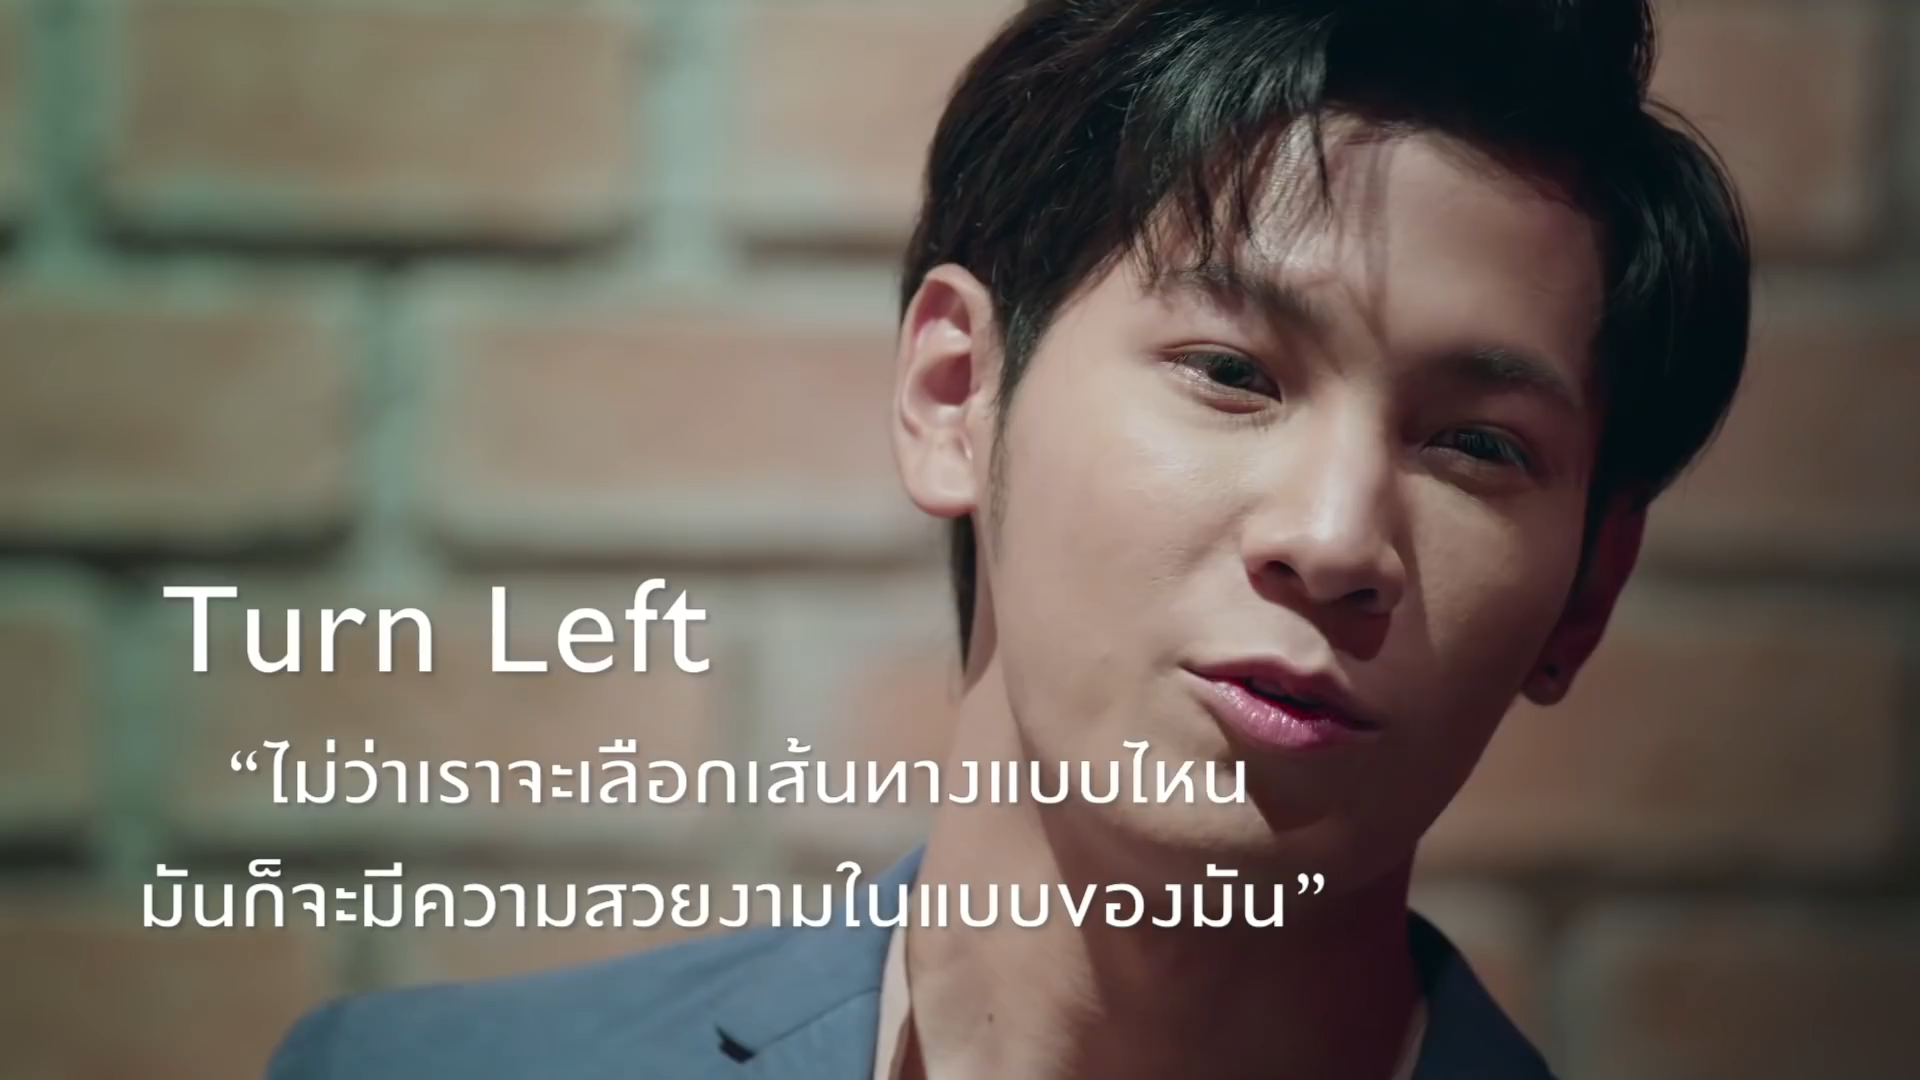 Turn Left
“ไม่ว่าเราจะเลือกเส้นทางแบบไหน
มันก็จะมีความสวยงามในแบบของมัน”